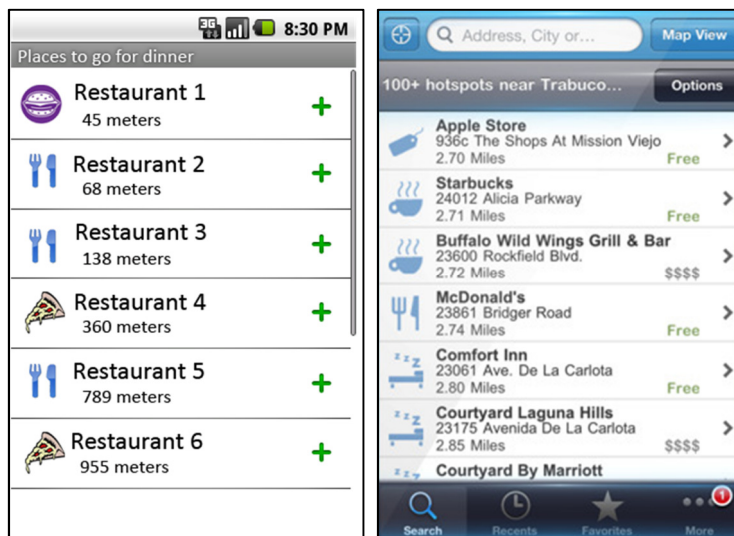 3G 8:30 PM
Places to go for dinner
Restaurant 1
45 meters
Restaurant 2
68 meters
Restaurant 3
138 meters
Restaurant 4
360 meters
Restaurant 5
789 meters
Restaurant 6
955 meters
Address, City or... Map View
100+ hotspots near Trabuco... Options
Apple Store
936c The Shops At Mission Viejo
2.70 Miles Free
Starbucks
24012 Alicia Parkway
2.71 Miles Free
Buffalo Wild Wings Grill & Bar
23600 Rockfield Blvd.
2.72 Miles $$$$
McDonald's
23861 Bridger Road
2.74 Miles Free
zzz Comfort Inn
23061 Ave. De La Carlota
2.80 Miles Free
zzz Courtyard Laguna Hills
23175 Avenida De La Carlota
2.85 Miles $$$$
zzz Courtyard By Marriott
1
Search Recents Favorites More